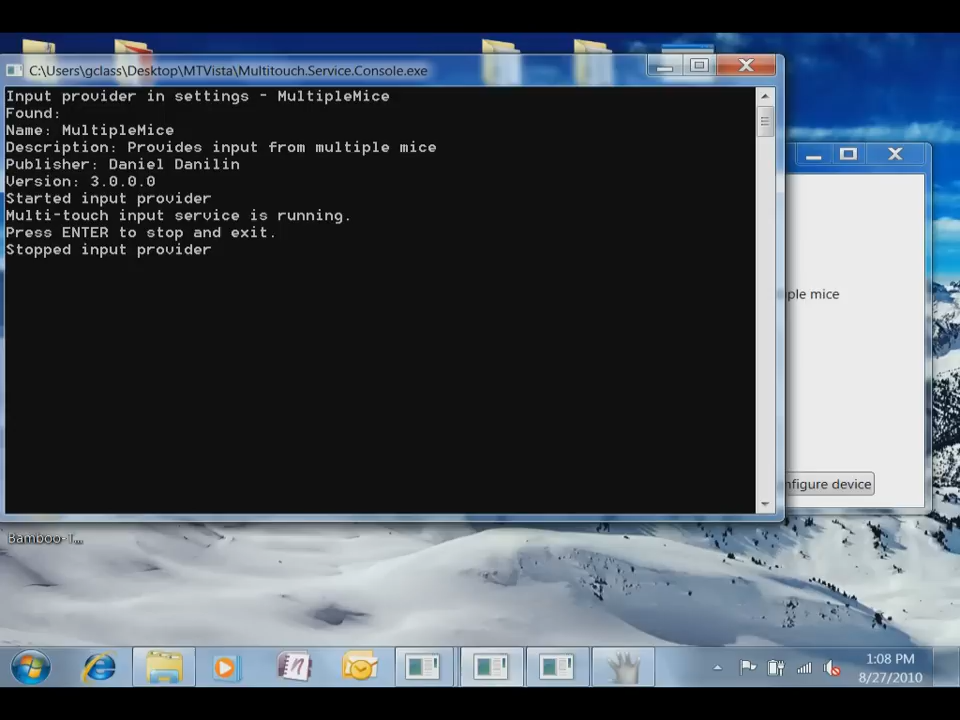 C:\Users\gclass\Desktop\MTVista\Multitouch.Service.Console.exe
Input provider in settings - MultipleMice
Found:
Name: MultipleMice
Description: Provides input from multiple mice
Publisher: Daniel Danilin
Version: 3.0.0.0
Started input provider
Multi-touch input service is running.
Press ENTER to stop and exit.
Stopped input provider
ple mice
nfigure device
Bamboo-T...
1:08 PM
8/27/2010